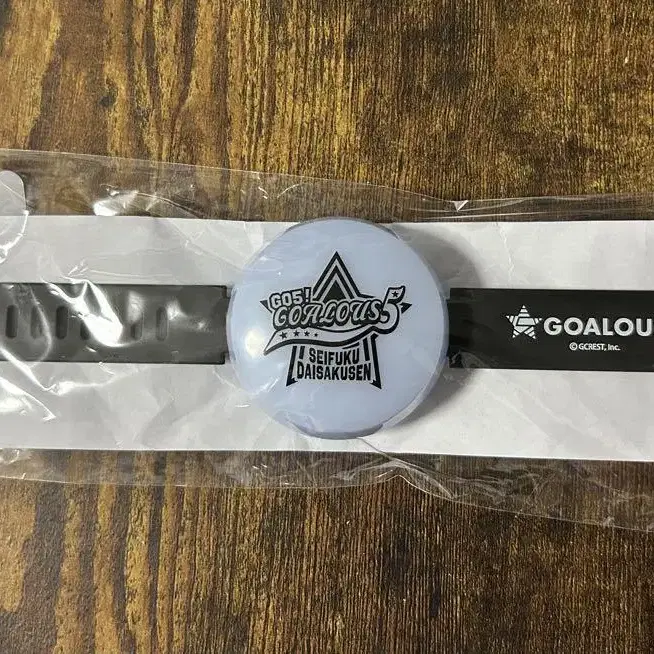 GO5!
GOALOUS5
SEIFUKU
DAISAKUSEN
GOALOU
© GCREST, Inc.